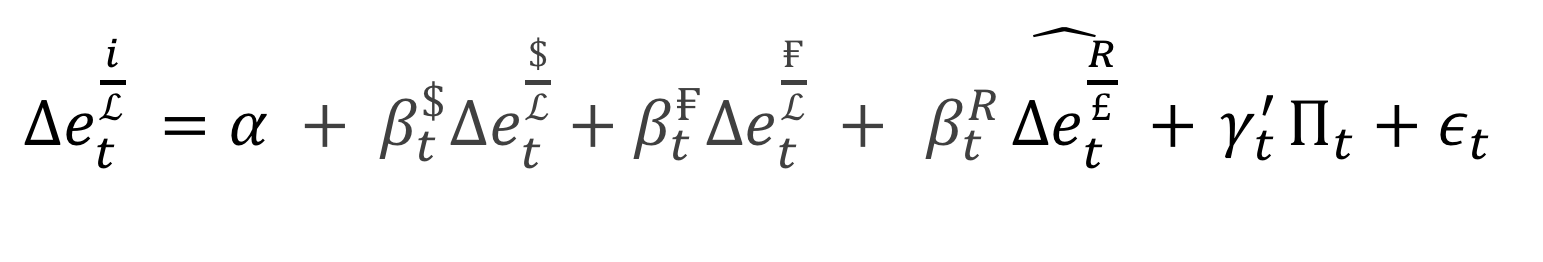 Δe_t^{i/ℒ} = α + β_t^$ Δe_t^{$/ℒ} + β_t^₣ Δe_t^{₣/ℒ} + β_t^R \widehat{Δe_t^{R/£}} + γ_t′ Π_t + ϵ_t